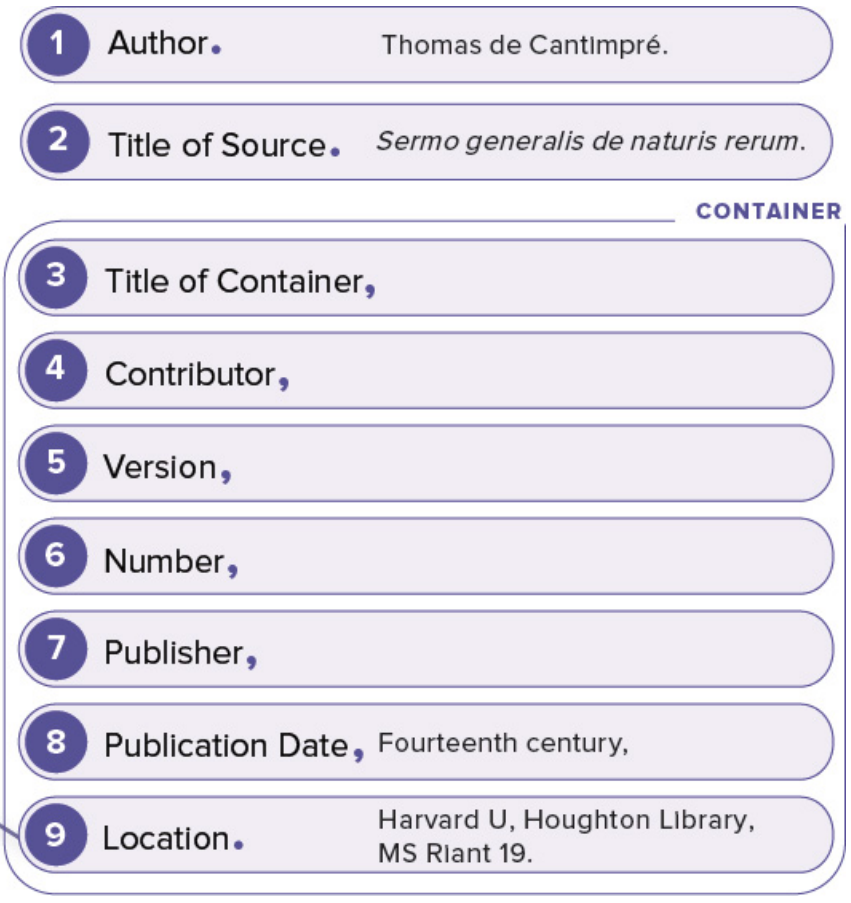 1 Author. Thomas de Cantimpré.
2 Title of Source. Sermo generalis de naturis rerum.
CONTAINER
3 Title of Container,
4 Contributor,
5 Version,
6 Number,
7 Publisher,
8 Publication Date, Fourteenth century,
9 Location. Harvard U, Houghton Library,
MS Riant 19.